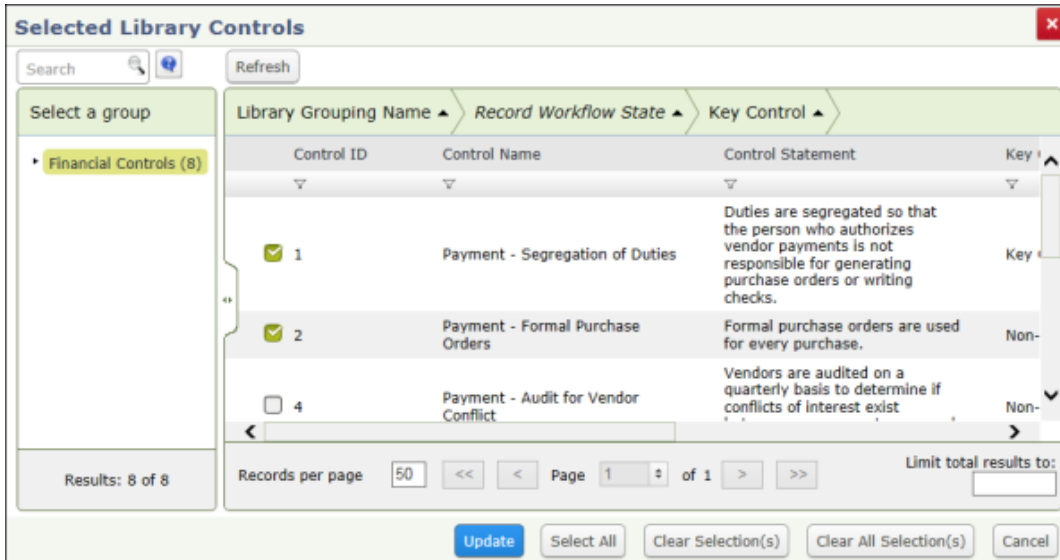 Selected Library Controls
Search
Refresh
Select a group
Library Grouping Name
Record Workflow State
Key Control
Financial Controls (8)
Control ID
Control Name
Control Statement
Key
1
Payment - Segregation of Duties
Duties are segregated so that
the person who authorizes
vendor payments is not
responsible for generating
purchase orders or writing
checks.
Key
2
Payment - Formal Purchase
Orders
Formal purchase orders are used
for every purchase.
Non-
4
Payment - Audit for Vendor
Conflict
Vendors are audited on a
quarterly basis to determine if
conflicts of interest exist
Non-
Results: 8 of 8
Records per page 50 << < Page 1 of 1 > >>
Limit total results to:
Update
Select All
Clear Selection(s)
Clear All Selection(s)
Cancel